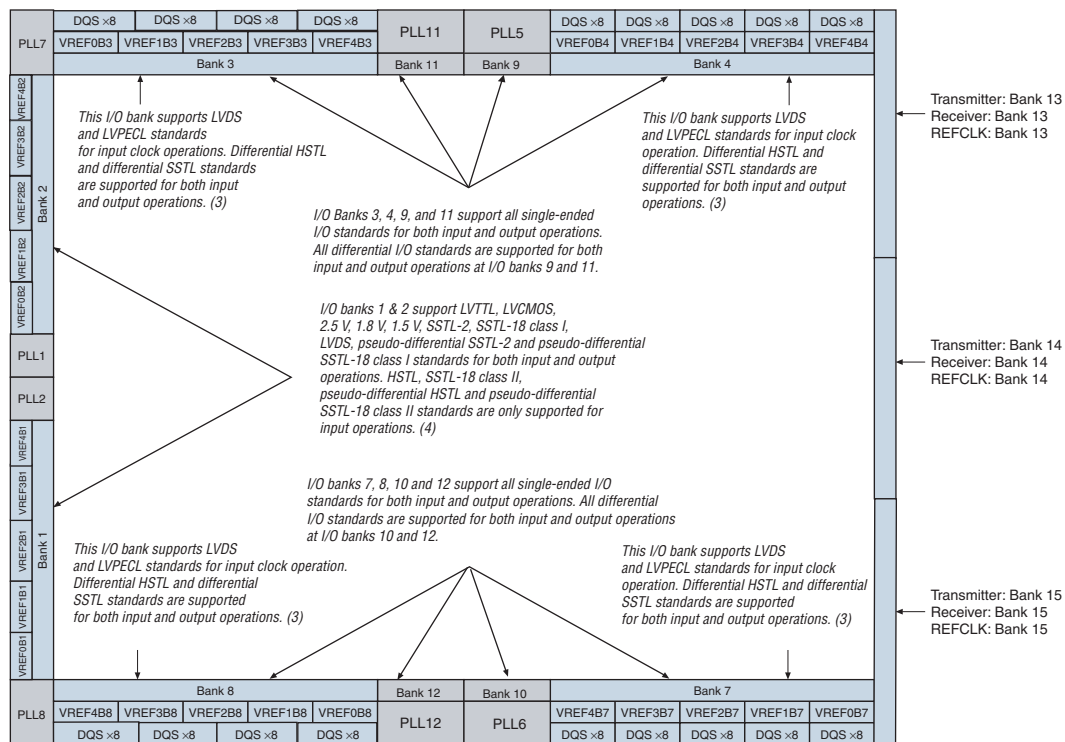 PLL7
DQS ×8 DQS ×8 DQS ×8 DQS ×8
VREF0B3 VREF1B3 VREF2B3 VREF3B3 VREF4B3
Bank 3
PLL11
Bank 11
PLL5
Bank 9
DQS ×8 DQS ×8 DQS ×8 DQS ×8 DQS ×8
VREF0B4 VREF1B4 VREF2B4 VREF3B4 VREF4B4
Bank 4
VREF4B2
VREF3B2
VREF2B2
VREF1B2
VREF0B2
Bank 2
This I/O bank supports LVDS
and LVPECL standards
for input clock operations. Differential HSTL
and differential SSTL standards
are supported for both input
and output operations. (3)
This I/O bank supports LVDS
and LVPECL standards for input clock
operation. Differential HSTL and
differential SSTL standards are
supported for both input and output
operations. (3)
Transmitter: Bank 13
Receiver: Bank 13
REFCLK: Bank 13
I/O Banks 3, 4, 9, and 11 support all single-ended
I/O standards for both input and output operations.
All differential I/O standards are supported for both
input and output operations at I/O banks 9 and 11.
I/O banks 1 & 2 support LVTTL, LVCMOS,
2.5 V, 1.8 V, 1.5 V, SSTL-2, SSTL-18 class I,
LVDS, pseudo-differential SSTL-2 and pseudo-differential
SSTL-18 class I standards for both input and output
operations. HSTL, SSTL-18 class II,
pseudo-differential HSTL and pseudo-differential
SSTL-18 class II standards are only supported for
input operations. (4)
PLL1
PLL2
Transmitter: Bank 14
Receiver: Bank 14
REFCLK: Bank 14
VREF4B1
VREF3B1
VREF2B1
VREF1B1
VREF0B1
Bank 1
I/O banks 7, 8, 10 and 12 support all single-ended I/O
standards for both input and output operations. All differential
I/O standards are supported for both input and output operations
at I/O banks 10 and 12.
This I/O bank supports LVDS
and LVPECL standards for input clock operation.
Differential HSTL and differential
SSTL standards are supported
for both input and output operations. (3)
This I/O bank supports LVDS
and LVPECL standards for input clock
operation. Differential HSTL and differential
SSTL standards are supported
for both input and output operations. (3)
Transmitter: Bank 15
Receiver: Bank 15
REFCLK: Bank 15
PLL8
Bank 8
VREF4B8 VREF3B8 VREF2B8 VREF1B8 VREF0B8
DQS ×8 DQS ×8 DQS ×8 DQS ×8
Bank 12
PLL12
Bank 10
PLL6
Bank 7
VREF4B7 VREF3B7 VREF2B7 VREF1B7 VREF0B7
DQS ×8 DQS ×8 DQS ×8 DQS ×8 DQS ×8